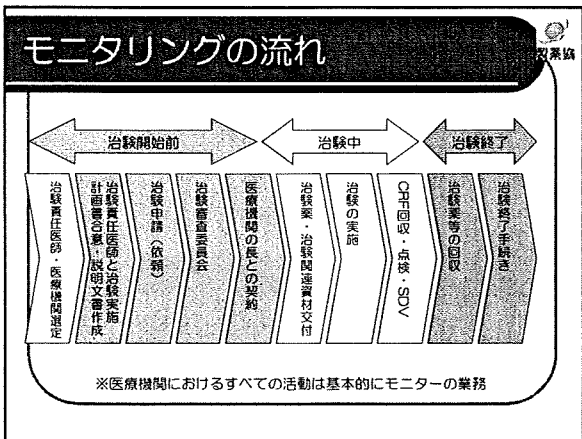 モニタリングの流れ
製薬協
治験開始前
治験中
治験終了
治験責任医師・医療機関選定
治験責任医師と治験実施
計画書合意・説明文書作成
治験申請（依頼）
治験審査委員会
医療機関の長との契約
治験薬・治験関連資材交付
治験の実施
CRF回収・点検・SDV
治験薬等の回収
治験終了手続き
※医療機関におけるすべての活動は基本的にモニターの業務